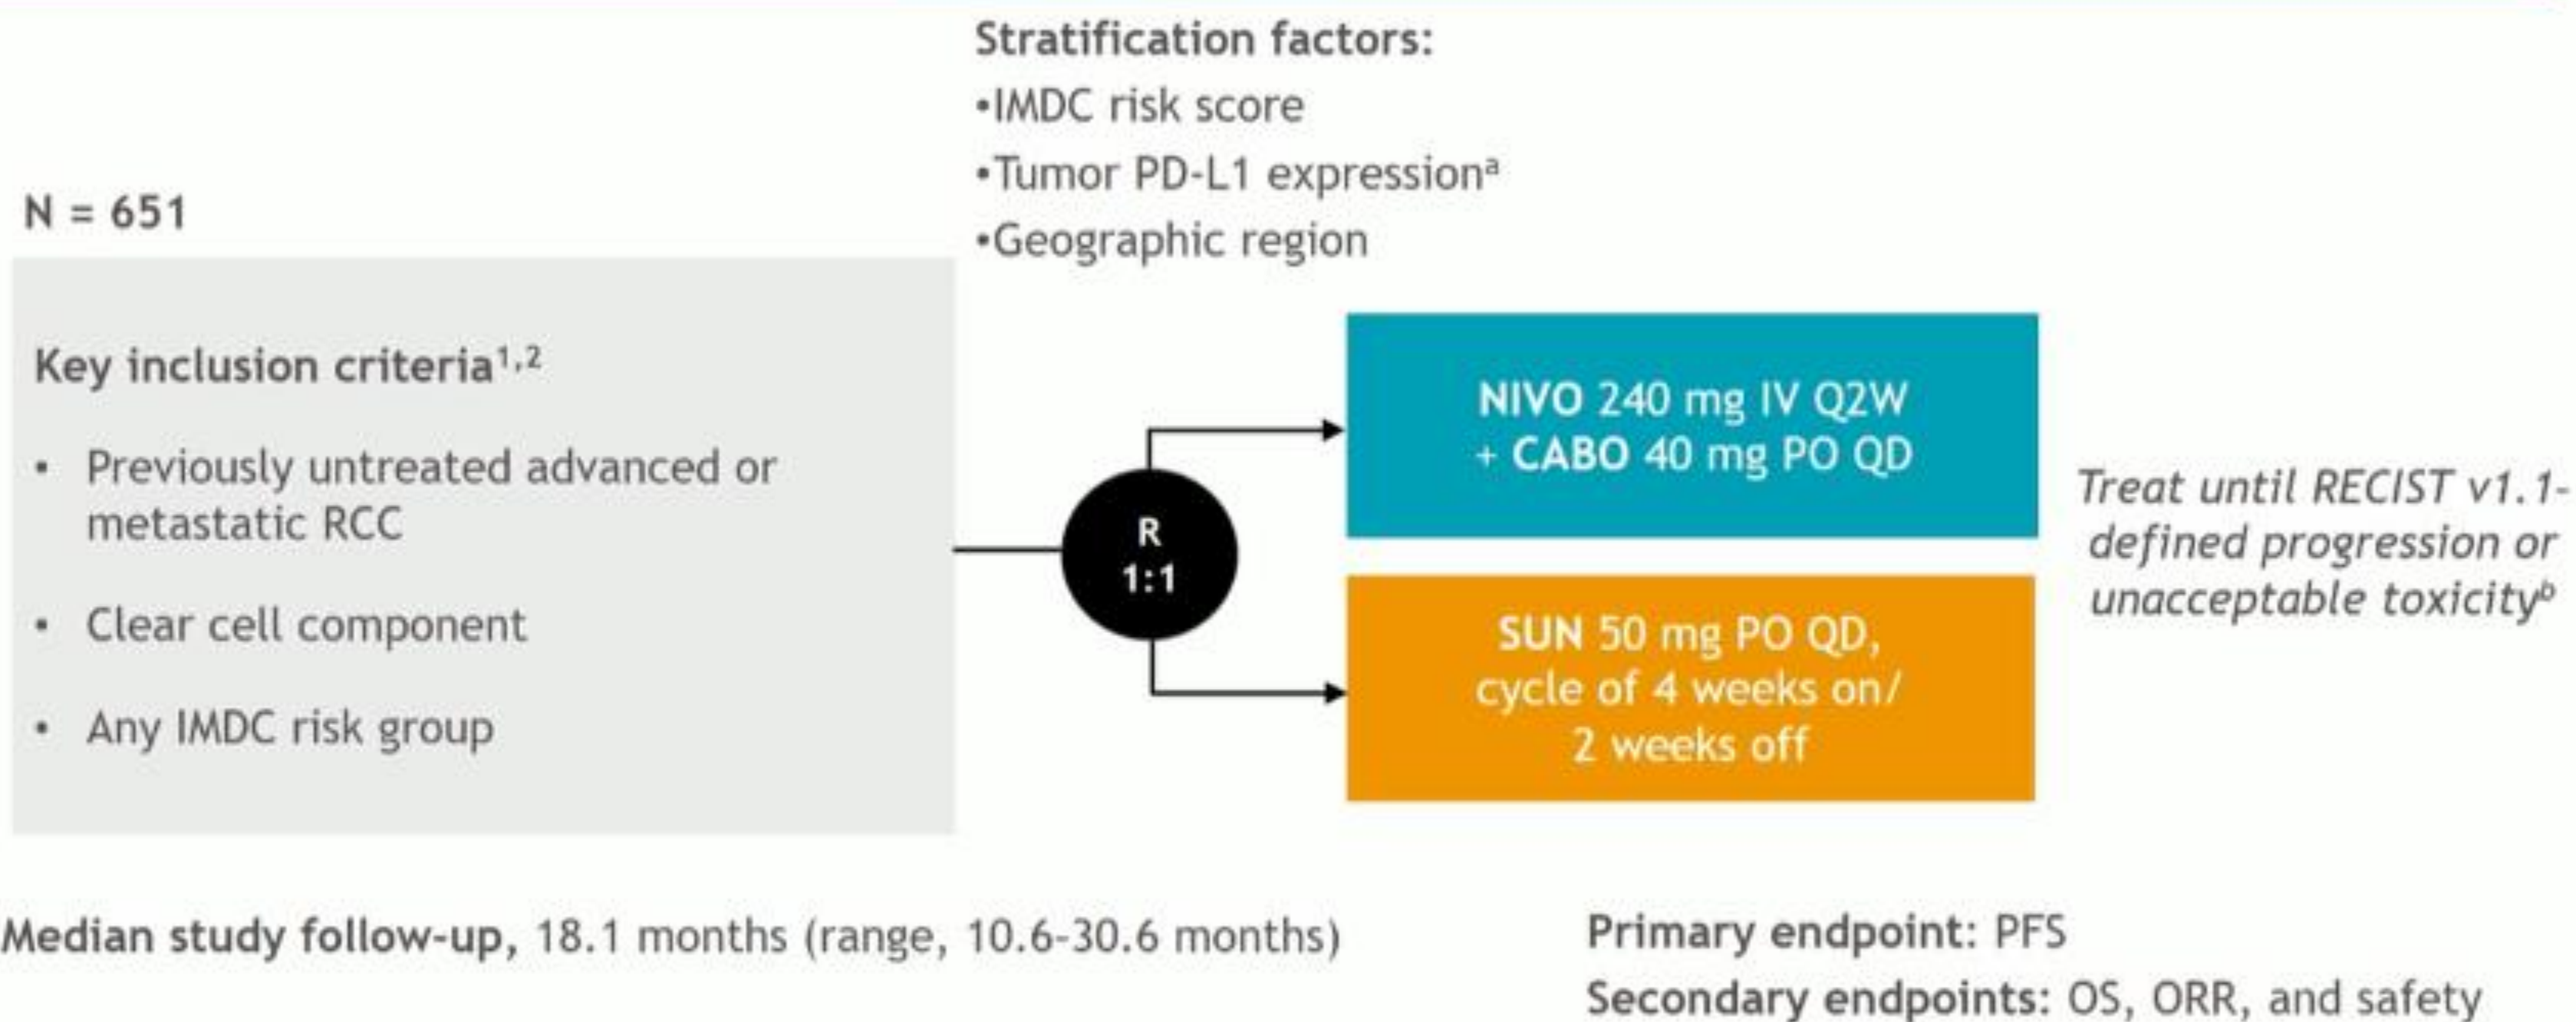 Stratification factors:
•IMDC risk score
•Tumor PD-L1 expressionᵃ
•Geographic region
N = 651
Key inclusion criteria¹,²
• Previously untreated advanced or
metastatic RCC
• Clear cell component
• Any IMDC risk group
R
1:1
NIVO 240 mg IV Q2W
+ CABO 40 mg PO QD
SUN 50 mg PO QD,
cycle of 4 weeks on/
2 weeks off
Treat until RECIST v1.1-
defined progression or
unacceptable toxicityᵇ
Median study follow-up, 18.1 months (range, 10.6-30.6 months)
Primary endpoint: PFS
Secondary endpoints: OS, ORR, and safety